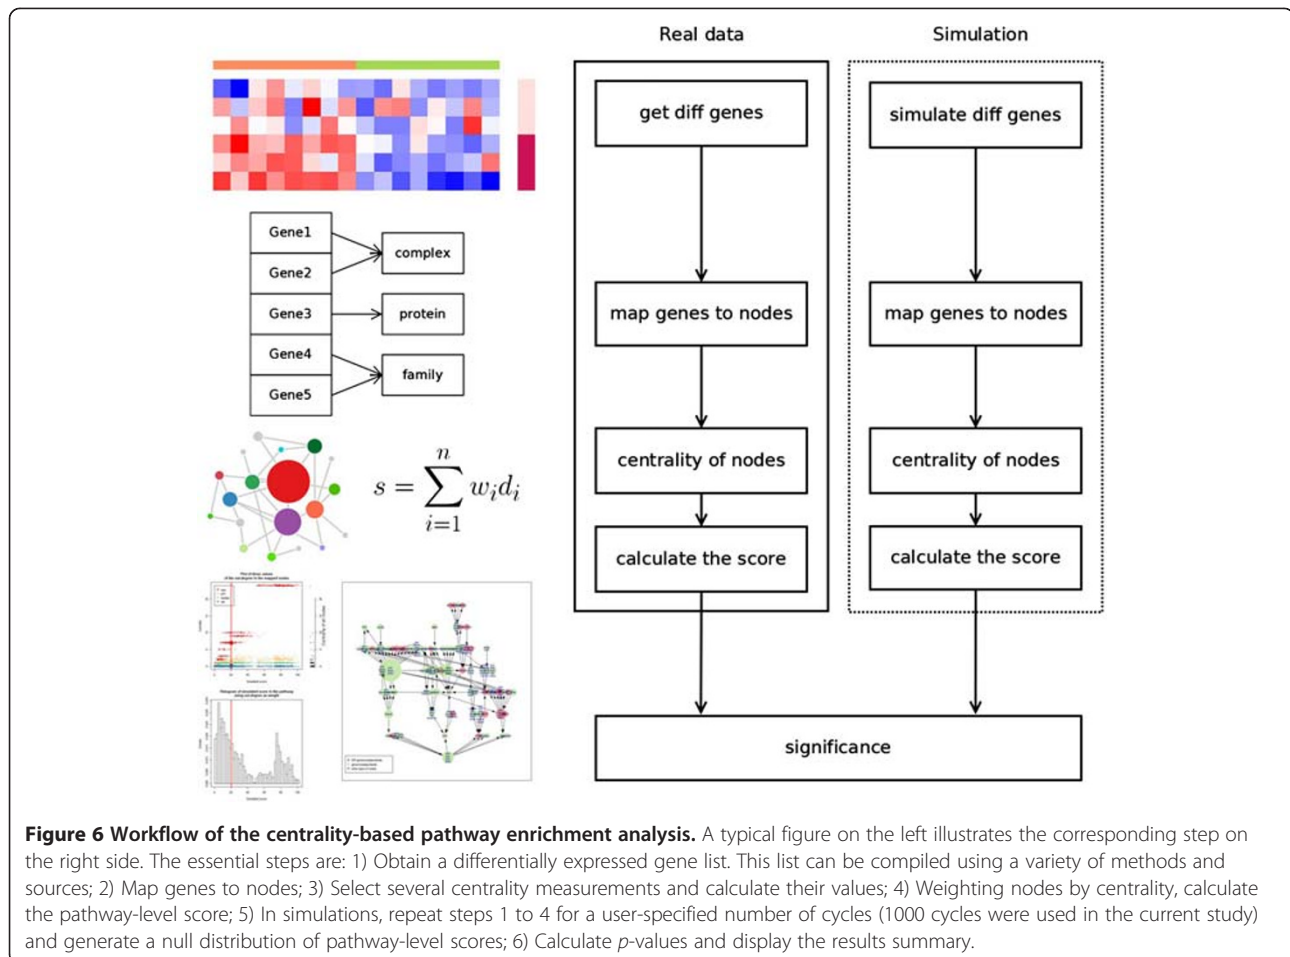 Real data
Simulation
get diff genes
simulate diff genes
Gene1
Gene2
Gene3
Gene4
Gene5
complex
protein
family
map genes to nodes
map genes to nodes
s = \sum_{i=1}^{n} w_i d_i
centrality of nodes
centrality of nodes
calculate the score
calculate the score
significance
Figure 6 Workflow of the centrality-based pathway enrichment analysis. A typical figure on the left illustrates the corresponding step on
the right side. The essential steps are: 1) Obtain a differentially expressed gene list. This list can be compiled using a variety of methods and
sources; 2) Map genes to nodes; 3) Select several centrality measurements and calculate their values; 4) Weighting nodes by centrality, calculate
the pathway-level score; 5) In simulations, repeat steps 1 to 4 for a user-specified number of cycles (1000 cycles were used in the current study)
and generate a null distribution of pathway-level scores; 6) Calculate p-values and display the results summary.